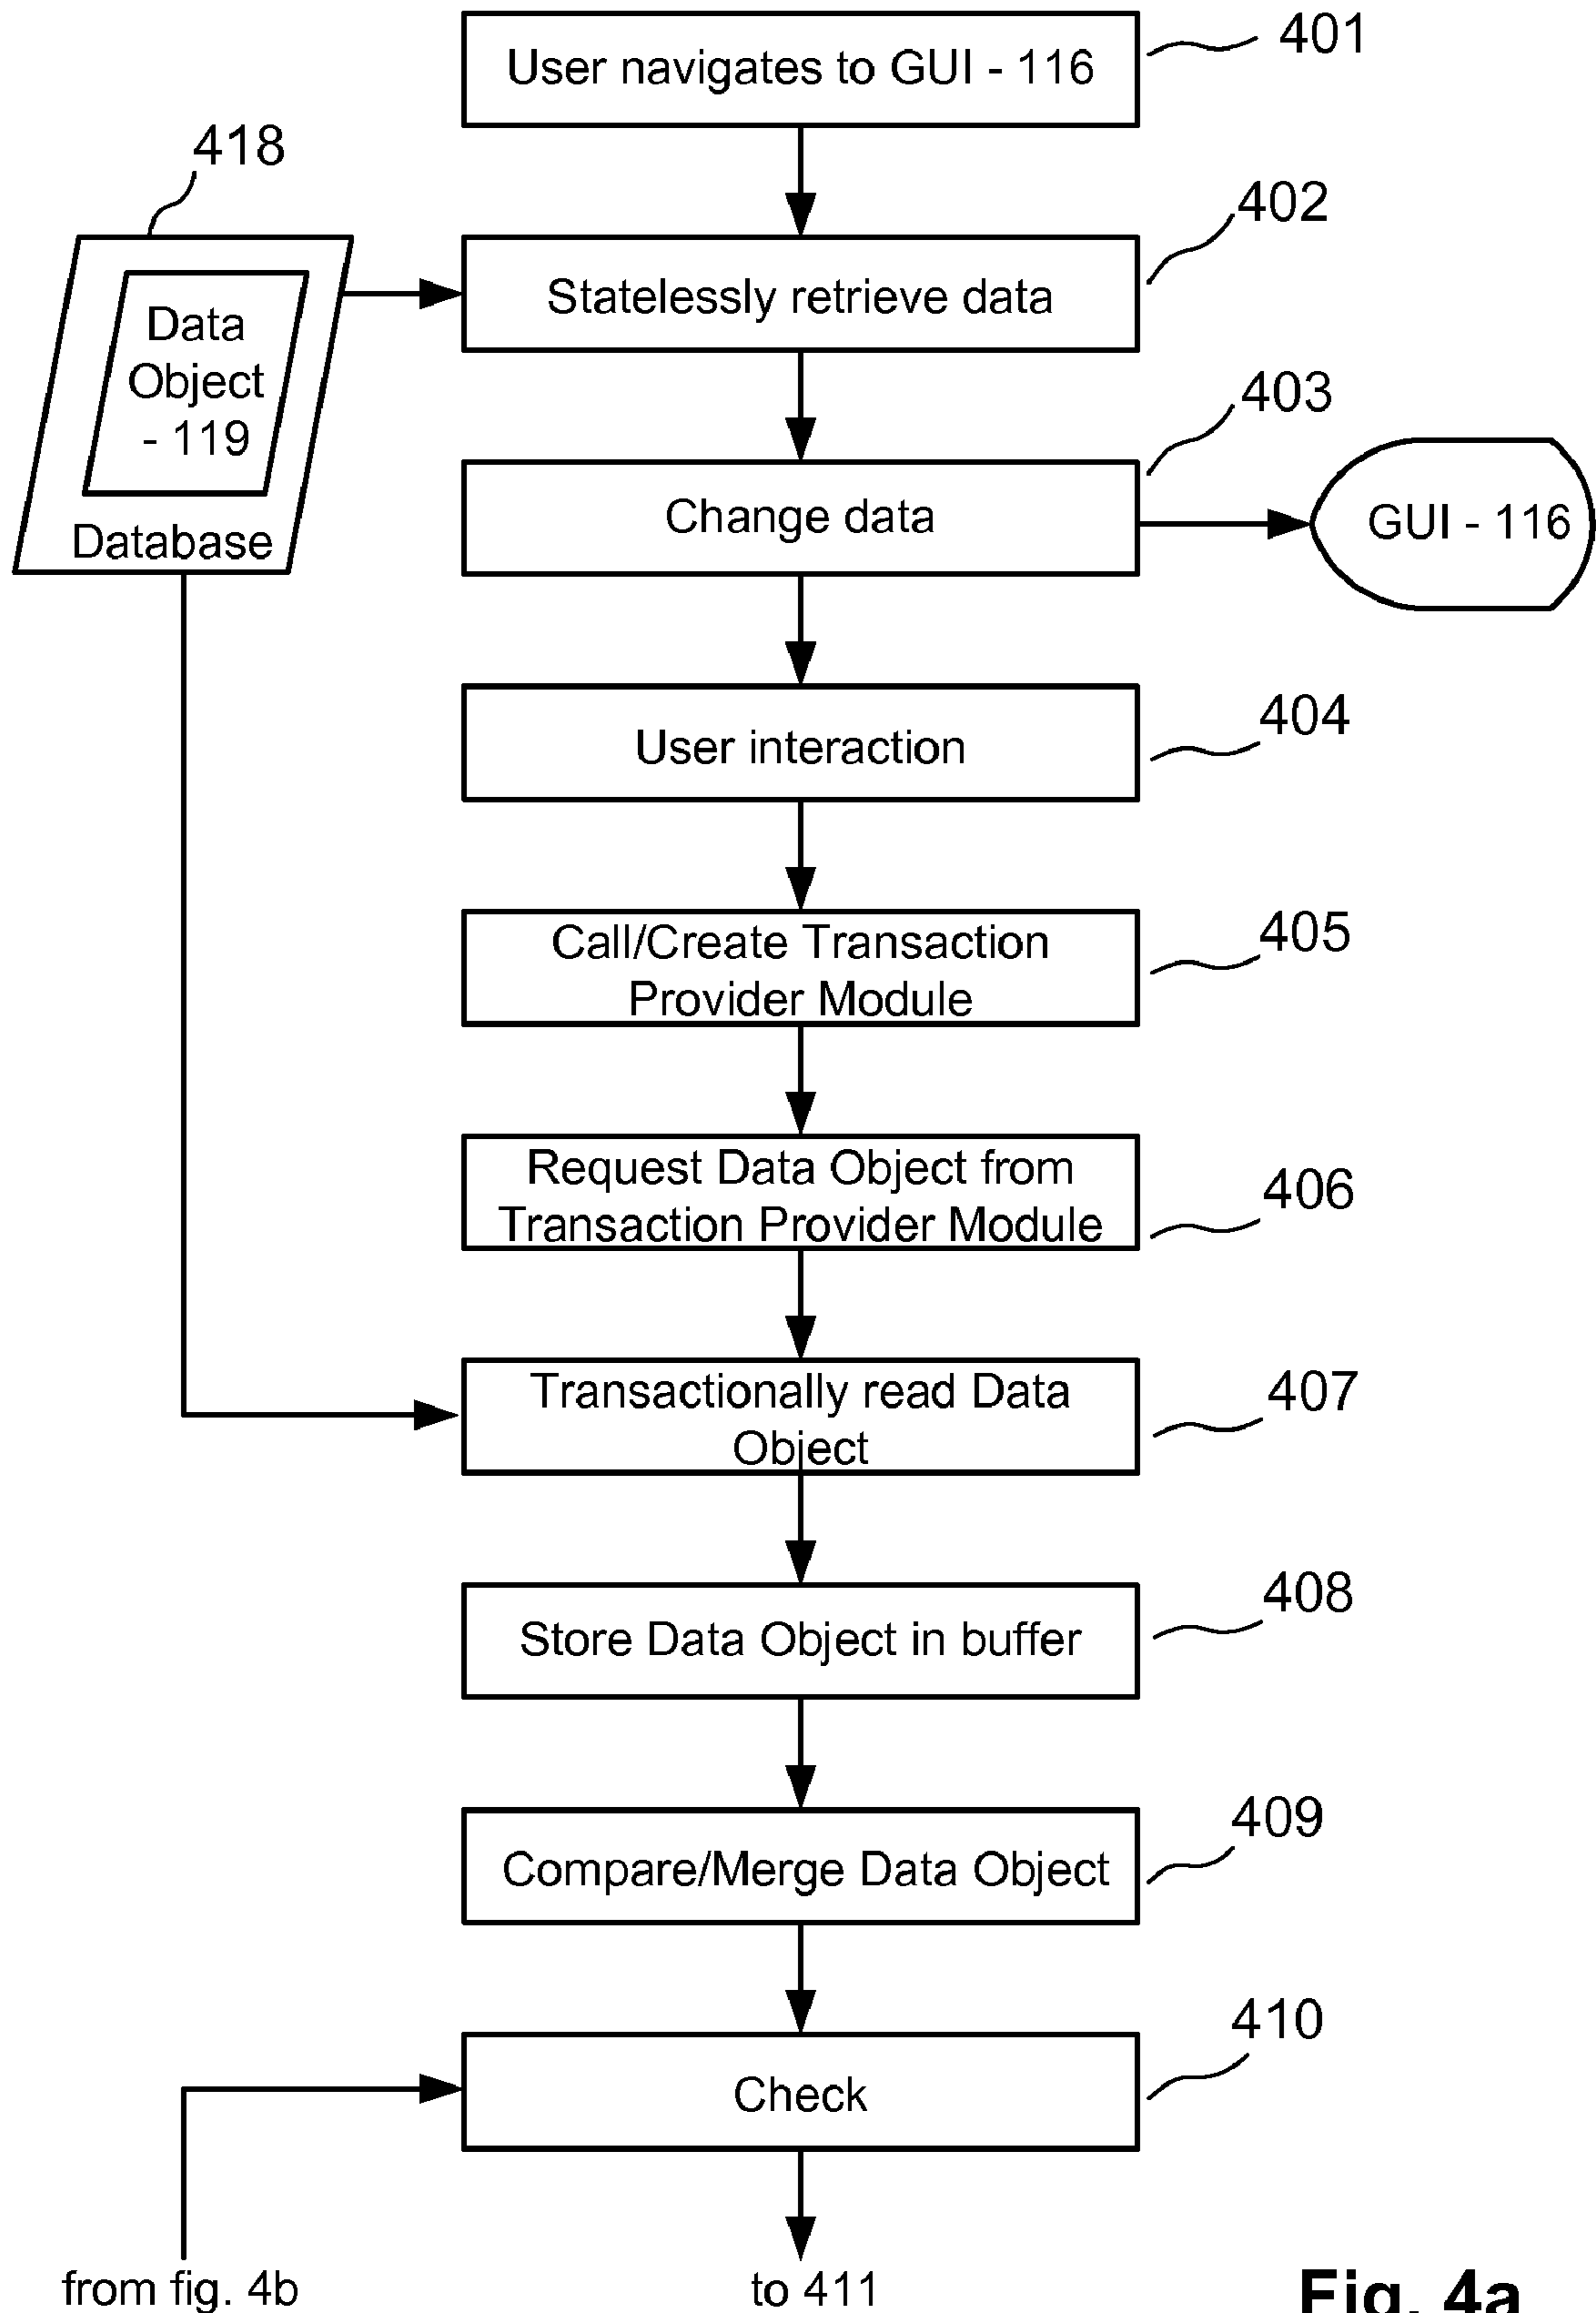 User navigates to GUI - 116
401
418
402
Statelessly retrieve data
Data
Object
- 119
Database
403
Change data
GUI - 116
404
User interaction
405
Call/Create Transaction
Provider Module
406
Request Data Object from
Transaction Provider Module
407
Transactionally read Data
Object
408
Store Data Object in buffer
409
Compare/Merge Data Object
410
Check
from fig. 4b
to 411
Fig. 4a